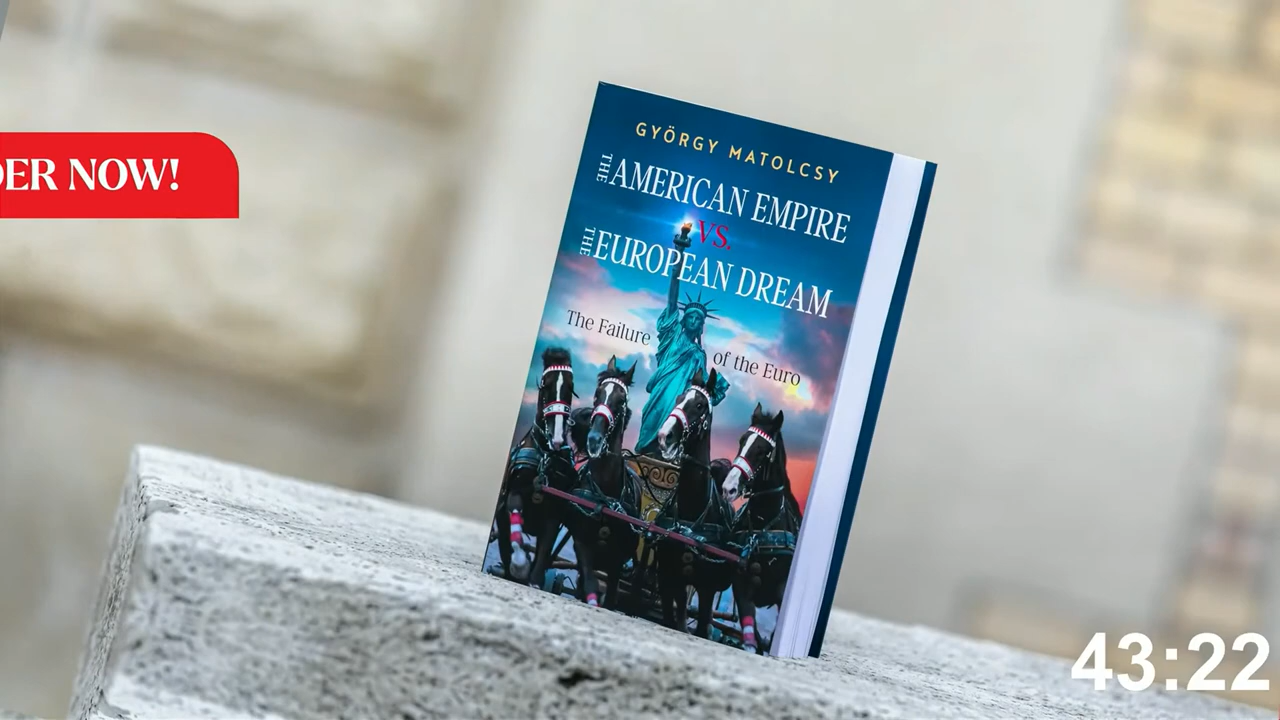 DER NOW!
GYÖRGY MATOLCSY
THE AMERICAN EMPIRE
VS.
THE EUROPEAN DREAM
The Failure of the Euro
43:22